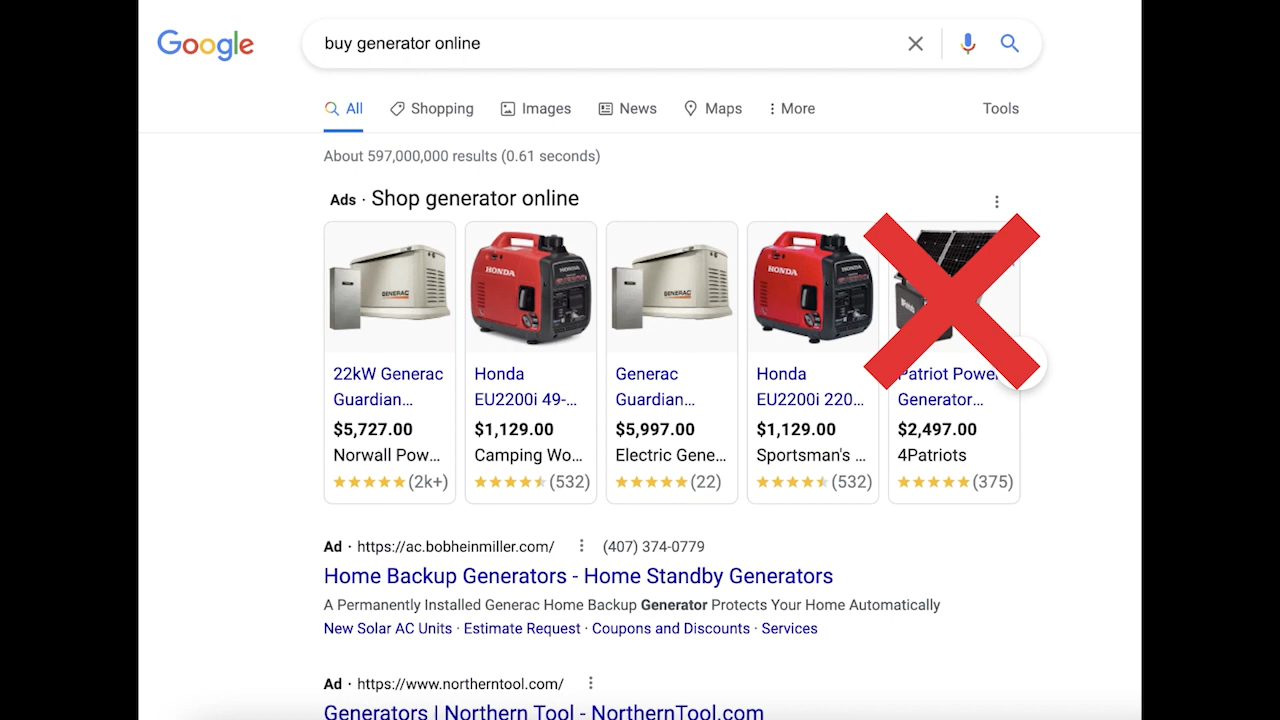 Google
buy generator online
All Shopping Images News Maps More Tools
About 597,000,000 results (0.61 seconds)
Ads · Shop generator online
GENERAC HONDA GENERAC HONDA
22kW Generac Honda Generac Honda Patriot Power
Guardian... EU2200i 49-... Guardian... EU2200i 220... Generator...
$5,727.00 $1,129.00 $5,997.00 $1,129.00 $2,497.00
Norwall Pow... Camping Wo... Electric Gene... Sportsman's ... 4Patriots
(2k+) (532) (22) (532) (375)
Ad · https://ac.bobheinmiller.com/ (407) 374-0779
Home Backup Generators - Home Standby Generators
A Permanently Installed Generac Home Backup Generator Protects Your Home Automatically
New Solar AC Units · Estimate Request · Coupons and Discounts · Services
Ad · https://www.northerntool.com/
Generators | Northern Tool - NorthernTool.com